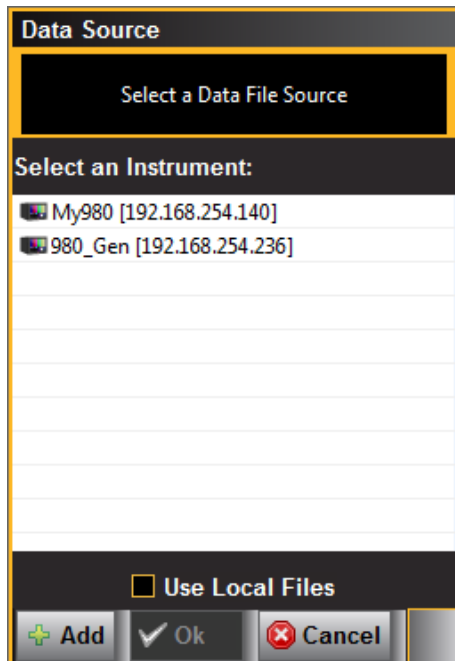 Data Source
Select a Data File Source
Select an Instrument:
My980 [192.168.254.140]
980_Gen [192.168.254.236]
Use Local Files
Add Ok Cancel